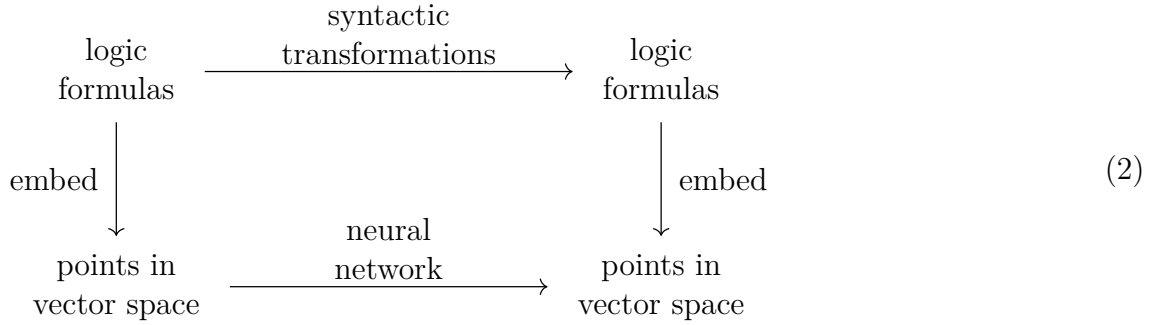 syntactic
transformations
logic
formulas
logic
formulas
embed
embed
(2)
neural
network
points in
vector space
points in
vector space